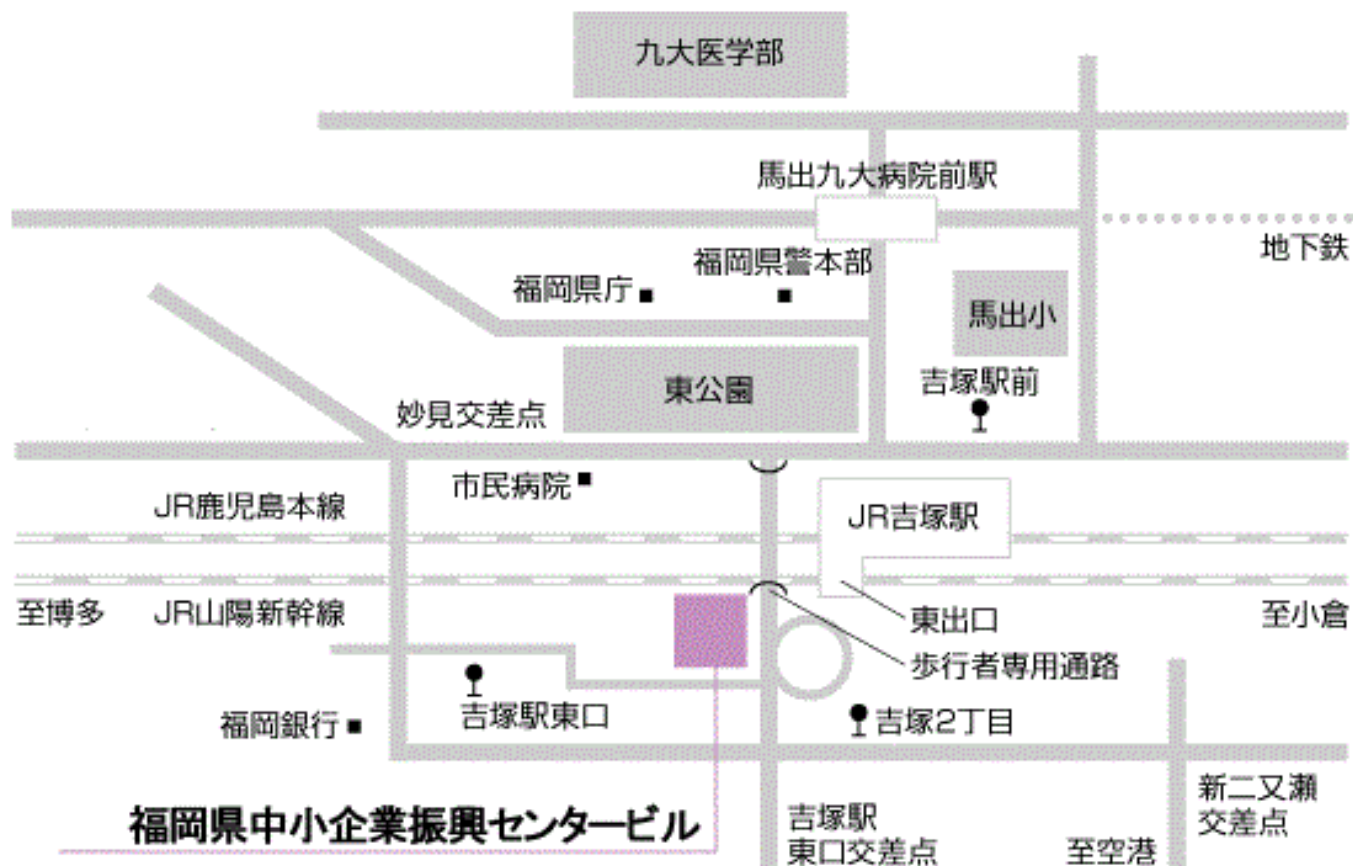 九大医学部
馬出九大病院前駅
地下鉄
福岡県警本部
福岡県庁
馬出小
吉塚駅前
東公園
妙見交差点
市民病院
JR鹿児島本線
JR吉塚駅
至博多
JR山陽新幹線
東出口
至小倉
歩行者専用通路
吉塚駅東口
福岡銀行
吉塚2丁目
福岡県中小企業振興センタービル
吉塚駅
東口交差点
至空港
新二又瀬
交差点